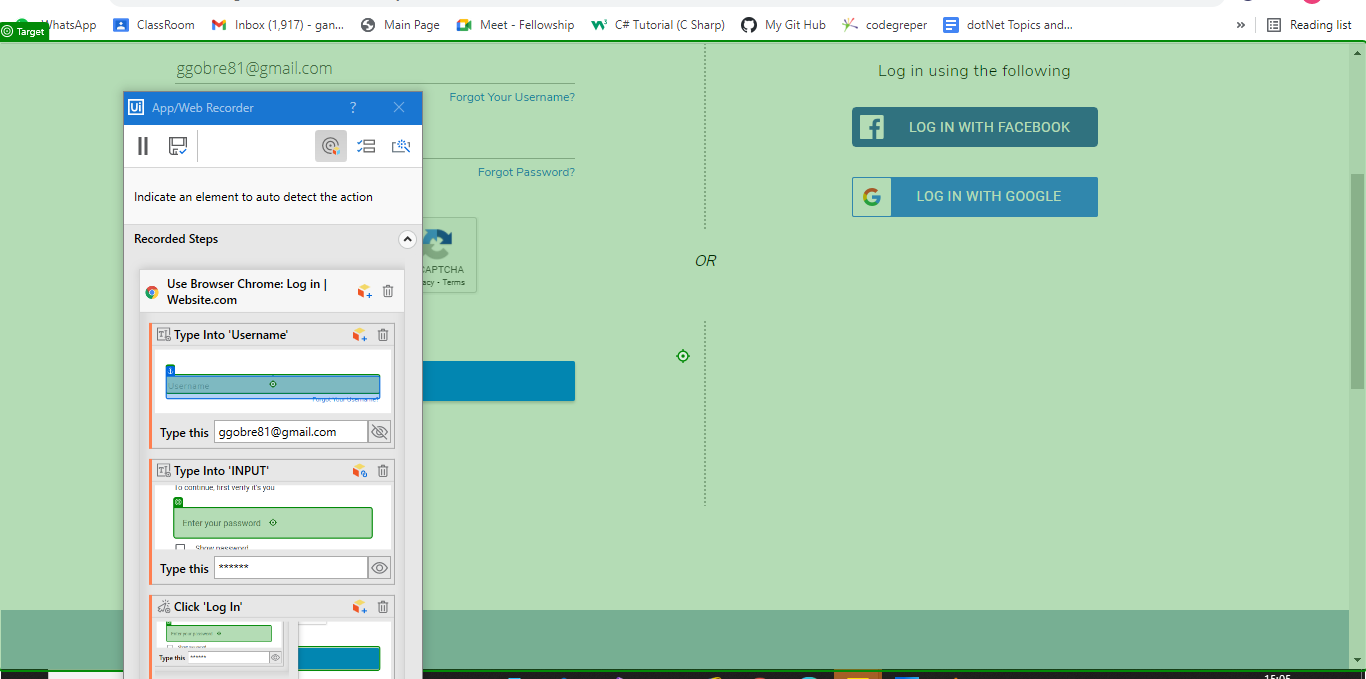 WhatsApp
ClassRoom
Inbox (1,917) - gan...
Main Page
Meet - Fellowship
C# Tutorial (C Sharp)
My Git Hub
codegreper
dotNet Topics and...
»
Reading list
Target
ggobre81@gmail.com
Forgot Your Username?
Forgot Password?
CAPTCHA
acy - Terms
OR
Log in using the following
LOG IN WITH FACEBOOK
LOG IN WITH GOOGLE
Ui App/Web Recorder ?
Indicate an element to auto detect the action
Recorded Steps
Use Browser Chrome: Log in |
Website.com
Type Into 'Username'
Username
Forgot Your Username?
Type this ggobre81@gmail.com
Type Into 'INPUT'
To continue, first verify it's you
Enter your password
Show password
Type this ******
Click 'Log In'
Enter your password
Show password
Type this ******
15:05